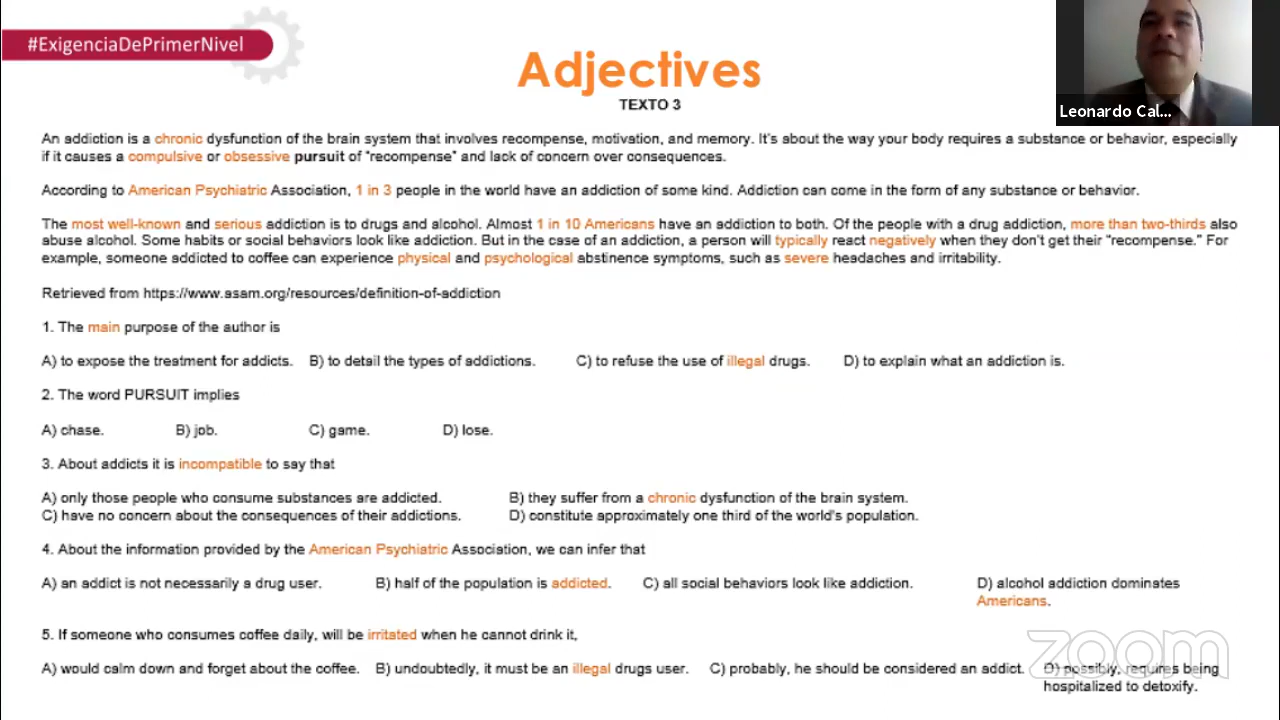 #ExigenciaDePrimerNivel
Adjectives
TEXTO 3
Leonardo Cal...
An addiction is a chronic dysfunction of the brain system that involves recompense, motivation, and memory. It's about the way your body requires a substance or behavior, especially
if it causes a compulsive or obsessive pursuit of "recompense" and lack of concern over consequences.
According to American Psychiatric Association, 1 in 3 people in the world have an addiction of some kind. Addiction can come in the form of any substance or behavior.
The most well-known and serious addiction is to drugs and alcohol. Almost 1 in 10 Americans have an addiction to both. Of the people with a drug addiction, more than two-thirds also
abuse alcohol. Some habits or social behaviors look like addiction. But in the case of an addiction, a person will typically react negatively when they don't get their "recompense." For
example, someone addicted to coffee can experience physical and psychological abstinence symptoms, such as severe headaches and irritability.
Retrieved from https://www.asam.org/resources/definition-of-addiction
1. The main purpose of the author is
A) to expose the treatment for addicts. B) to detail the types of addictions. C) to refuse the use of illegal drugs. D) to explain what an addiction is.
2. The word PURSUIT implies
A) chase. B) job. C) game. D) lose.
3. About addicts it is incompatible to say that
A) only those people who consume substances are addicted. B) they suffer from a chronic dysfunction of the brain system.
C) have no concern about the consequences of their addictions. D) constitute approximately one third of the world's population.
4. About the information provided by the American Psychiatric Association, we can infer that
A) an addict is not necessarily a drug user. B) half of the population is addicted. C) all social behaviors look like addiction. D) alcohol addiction dominates
Americans.
5. If someone who consumes coffee daily, will be irritated when he cannot drink it,
A) would calm down and forget about the coffee. B) undoubtedly, it must be an illegal drugs user. C) probably, he should be considered an addict. D) possibly, requires being
hospitalized to detoxify.
zoom